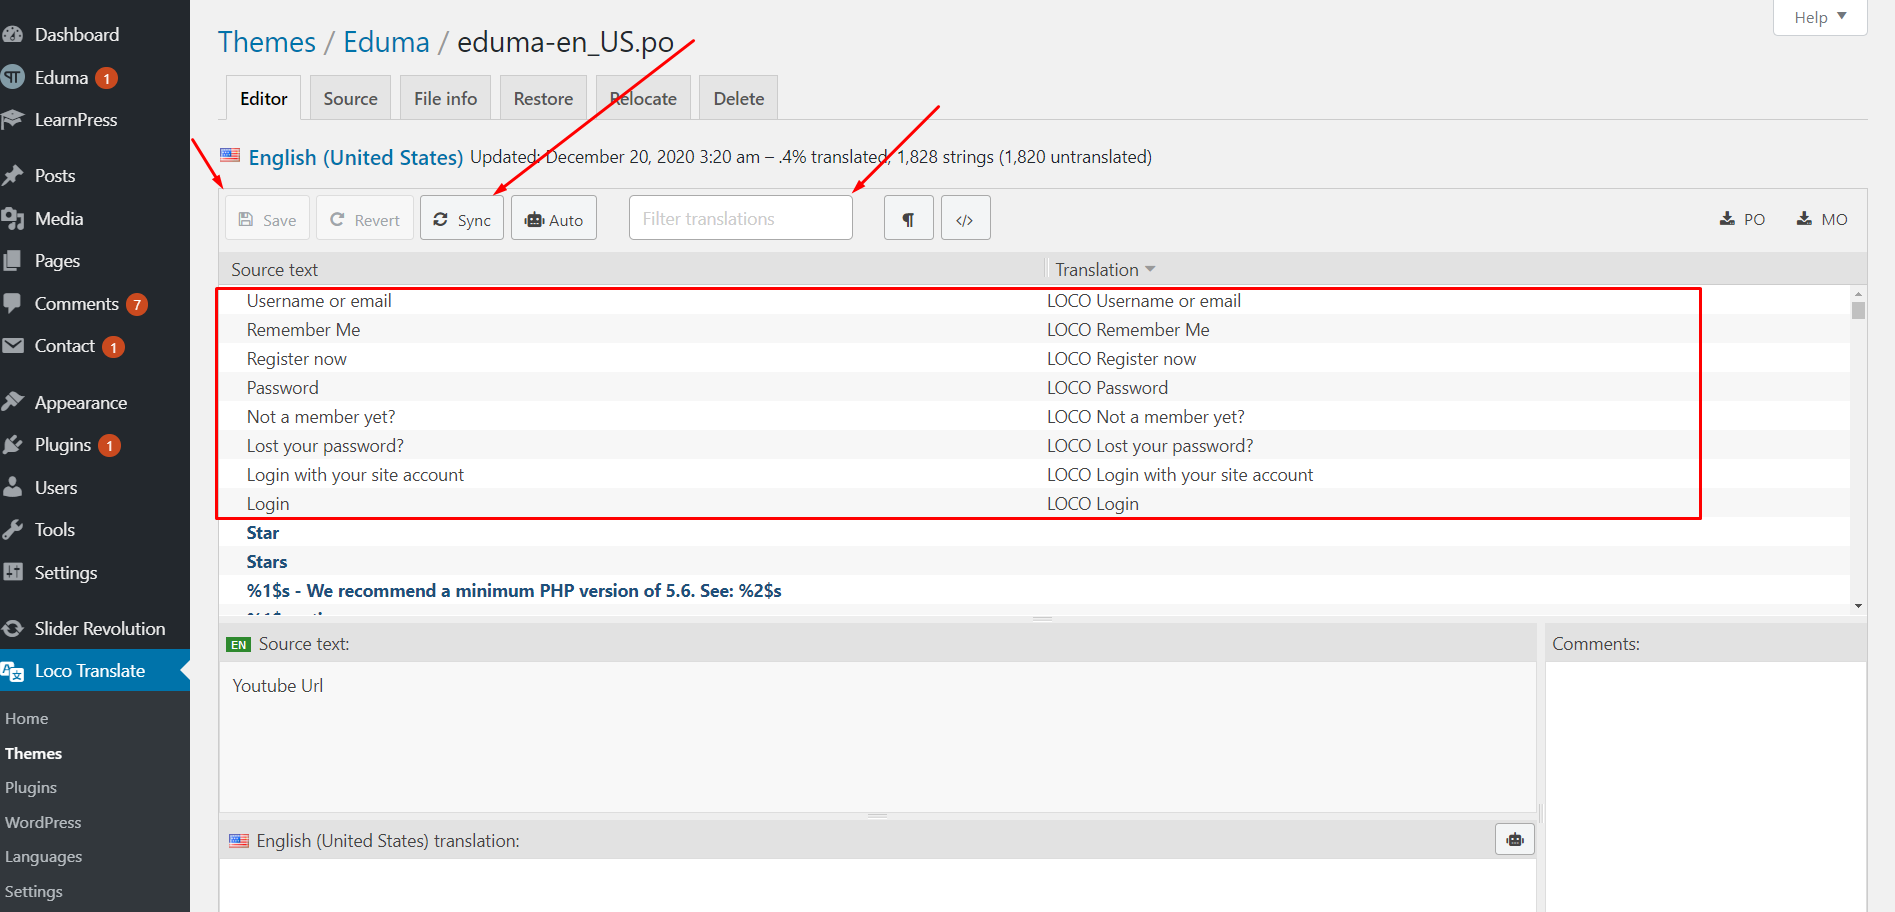 Dashboard
Eduma 1
LearnPress
Posts
Media
Pages
Comments 7
Contact 1
Appearance
Plugins 1
Users
Tools
Settings
Slider Revolution
Loco Translate
Home
Themes
Plugins
WordPress
Languages
Settings
Help
Themes / Eduma / eduma-en_US.po
Editor Source File info Restore Relocate Delete
English (United States) Updated: December 20, 2020 3:20 am – .4% translated, 1,828 strings (1,820 untranslated)
Save Revert Sync Auto Filter translations ¶ </> PO MO
Source text Translation
Username or email LOCO Username or email
Remember Me LOCO Remember Me
Register now LOCO Register now
Password LOCO Password
Not a member yet? LOCO Not a member yet?
Lost your password? LOCO Lost your password?
Login with your site account LOCO Login with your site account
Login LOCO Login
Star
Stars
%1$s - We recommend a minimum PHP version of 5.6. See: %2$s
EN Source text:
Youtube Url
Comments:
English (United States) translation: